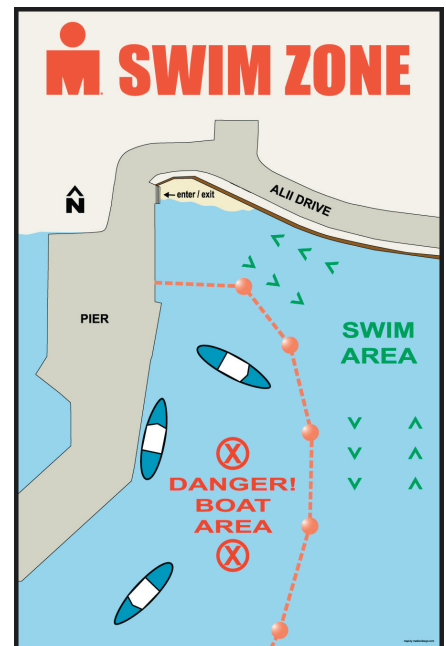 M. SWIM ZONE
N
← enter / exit
ALII DRIVE
PIER
SWIM
AREA
X
DANGER!
BOAT
AREA
X